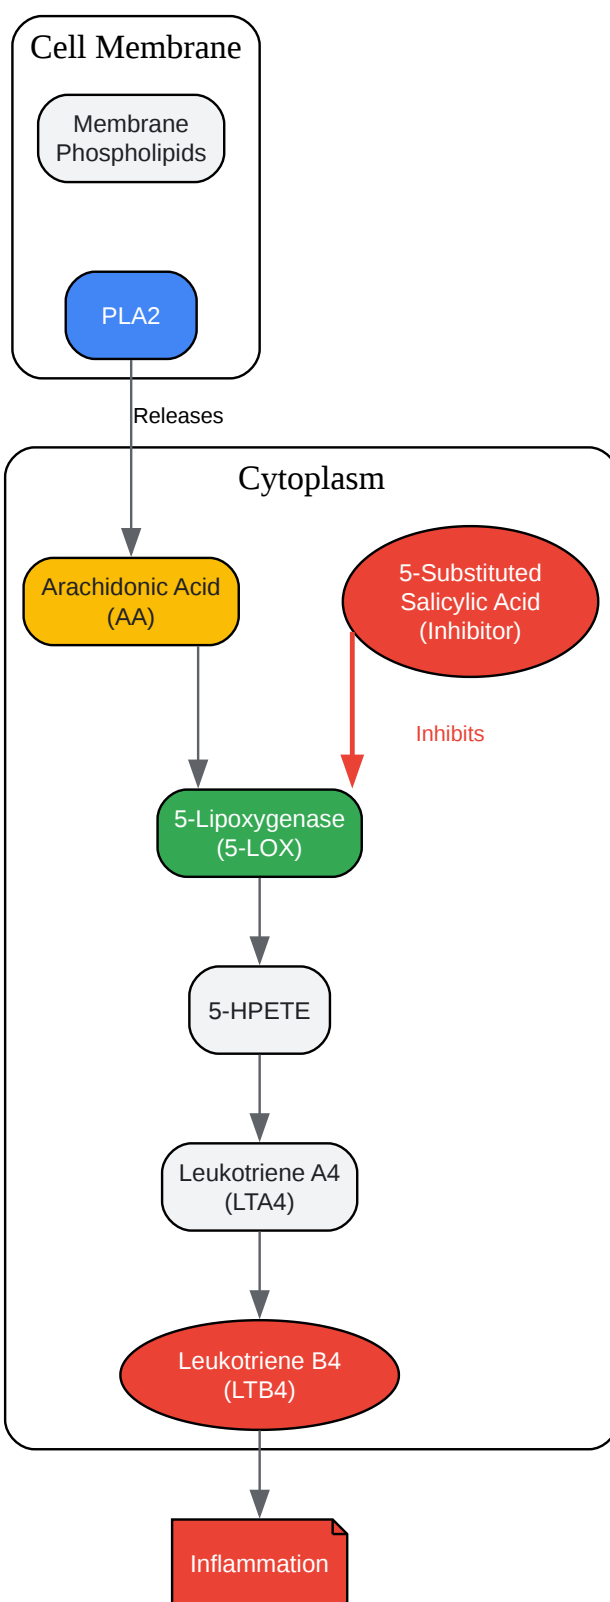 Cell Membrane
Membrane
Phospholipids
PLA2
Releases
Cytoplasm
Arachidonic Acid
(AA)
5-Substituted
Salicylic Acid
(Inhibitor)
Inhibits
5-Lipoxygenase
(5-LOX)
5-HPETE
Leukotriene A4
(LTA4)
Leukotriene B4
(LTB4)
Inflammation